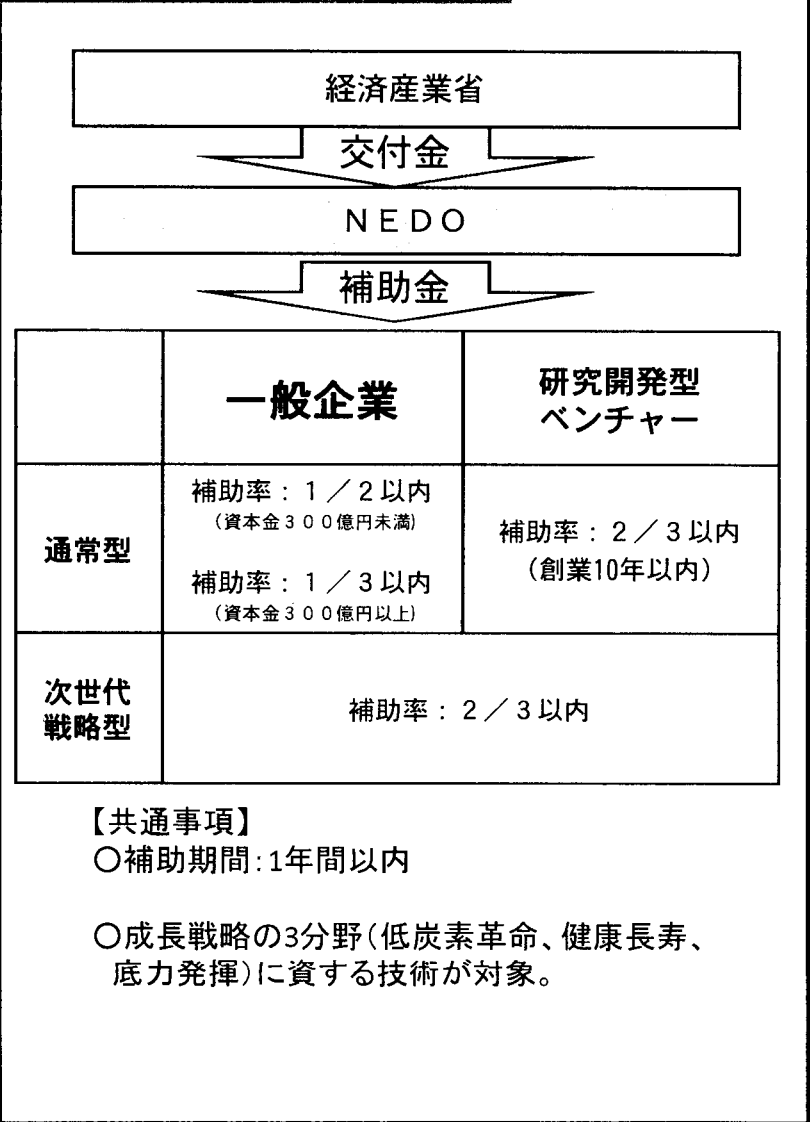 経済産業省
交付金
ＮＥＤＯ
補助金
一般企業
研究開発型
ベンチャー
通常型
補助率：１／２以内
（資本金３００億円未満）
補助率：１／３以内
（資本金３００億円以上）
補助率：２／３以内
（創業10年以内）
次世代
戦略型
補助率：２／３以内
【共通事項】
○補助期間：1年間以内
○成長戦略の3分野（低炭素革命、健康長寿、
底力発揮）に資する技術が対象。